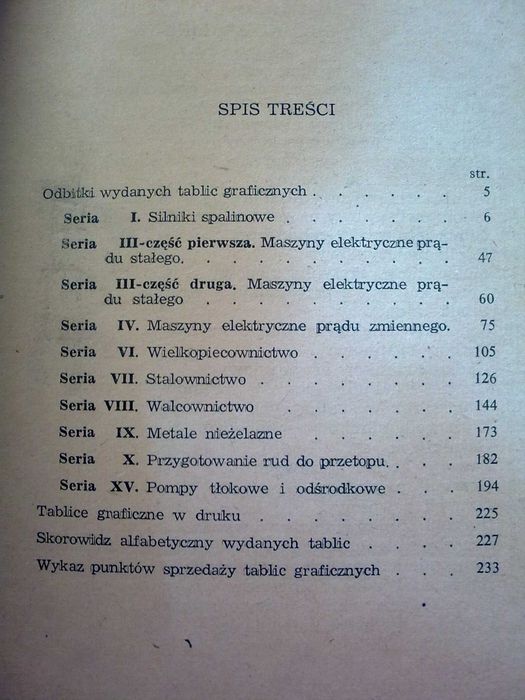 SPIS TREŚCI
str.
Odbitki wydanych tablic graficznych . . . . . . 5
Seria I. Silniki spalinowe . . . . . . . 6
Seria III-część pierwsza. Maszyny elektryczne prą-
du stałego. . . . . . . . . . . 47
Seria III-część druga. Maszyny elektryczne prą-
du stałego . . . . . . . . . . 60
Seria IV. Maszyny elektryczne prądu zmiennego. 75
Seria VI. Wielkopiecownictwo . . . . . . 105
Seria VII. Stalownictwo . . . . . . . . 126
Seria VIII. Walcownictwo . . . . . . . 144
Seria IX. Metale nieżelazne . . . . . . 173
Seria X. Przygotowanie rud do przetopu. . . . 182
Seria XV. Pompy tłokowe i odśrodkowe . . . 194
Tablice graficzne w druku . . . . . . . . 225
Skorowidz alfabetyczny wydanych tablic . . . . 227
Wykaz punktów sprzedaży tablic graficznych . . . 233